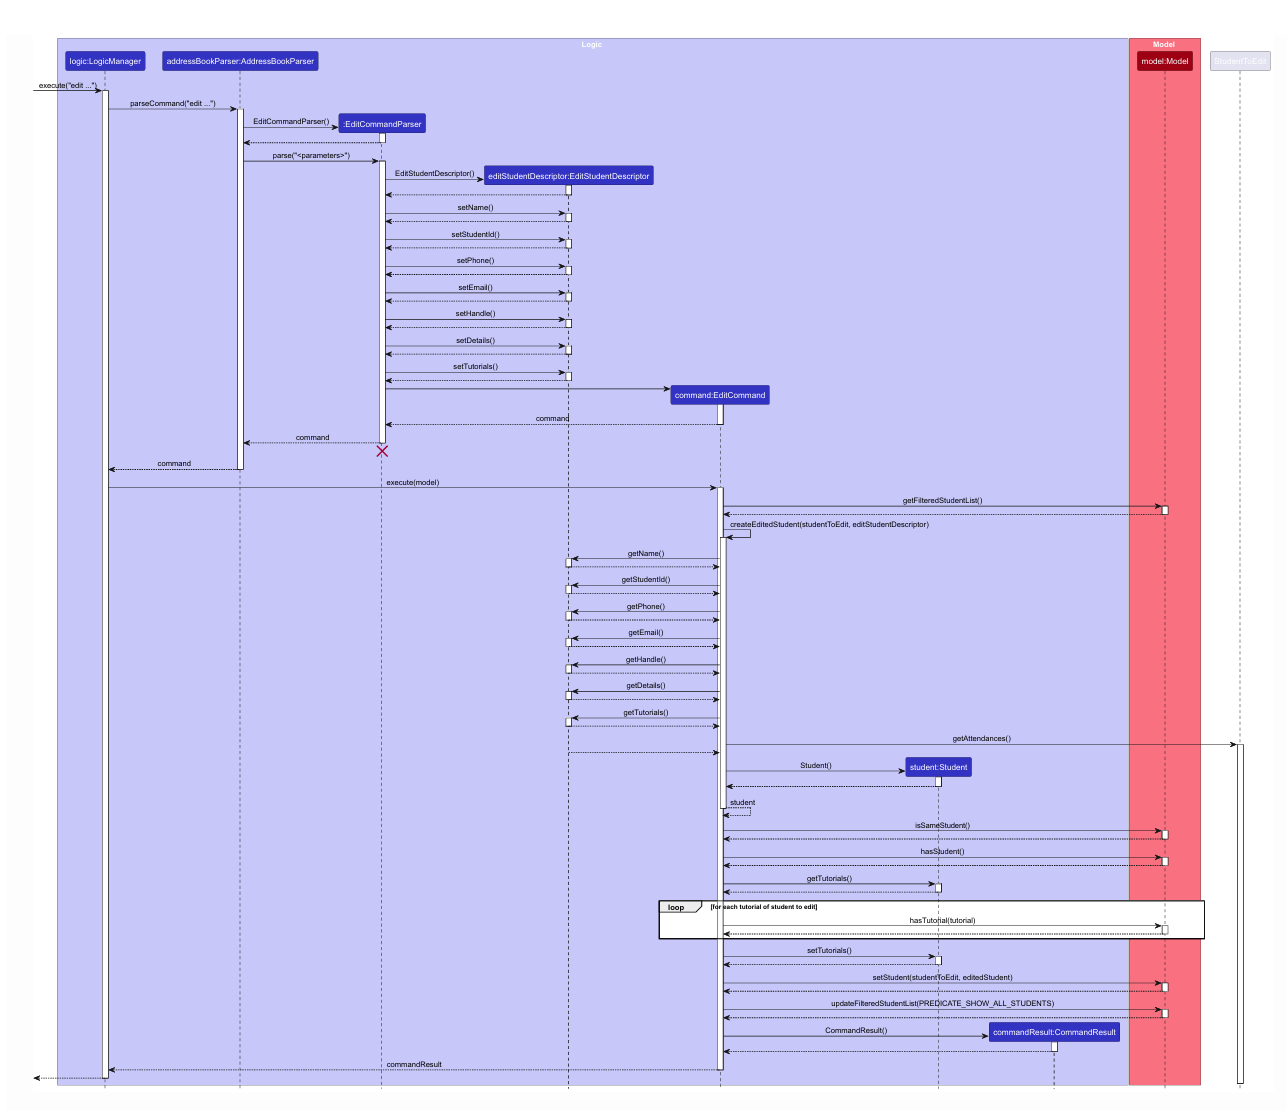 Logic
Model
logic:LogicManager
addressBookParser:AddressBookParser
model:Model
StudentToEdit
execute("edit ...")
parseCommand("edit ...")
EditCommandParser()
:EditCommandParser
parse("<parameters>")
EditStudentDescriptor()
editStudentDescriptor:EditStudentDescriptor
setName()
setStudentId()
setPhone()
setEmail()
setHandle()
setDetails()
setTutorials()
command:EditCommand
command
command
command
execute(model)
getFilteredStudentList()
createEditedStudent(studentToEdit, editStudentDescriptor)
getName()
getStudentId()
getPhone()
getEmail()
getHandle()
getDetails()
getTutorials()
getAttendances()
Student()
student:Student
student
isSameStudent()
hasStudent()
getTutorials()
loop
[for each tutorial of student to edit]
hasTutorial(tutorial)
setTutorials()
setStudent(studentToEdit, editedStudent)
updateFilteredStudentList(PREDICATE_SHOW_ALL_STUDENTS)
CommandResult()
commandResult:CommandResult
commandResult